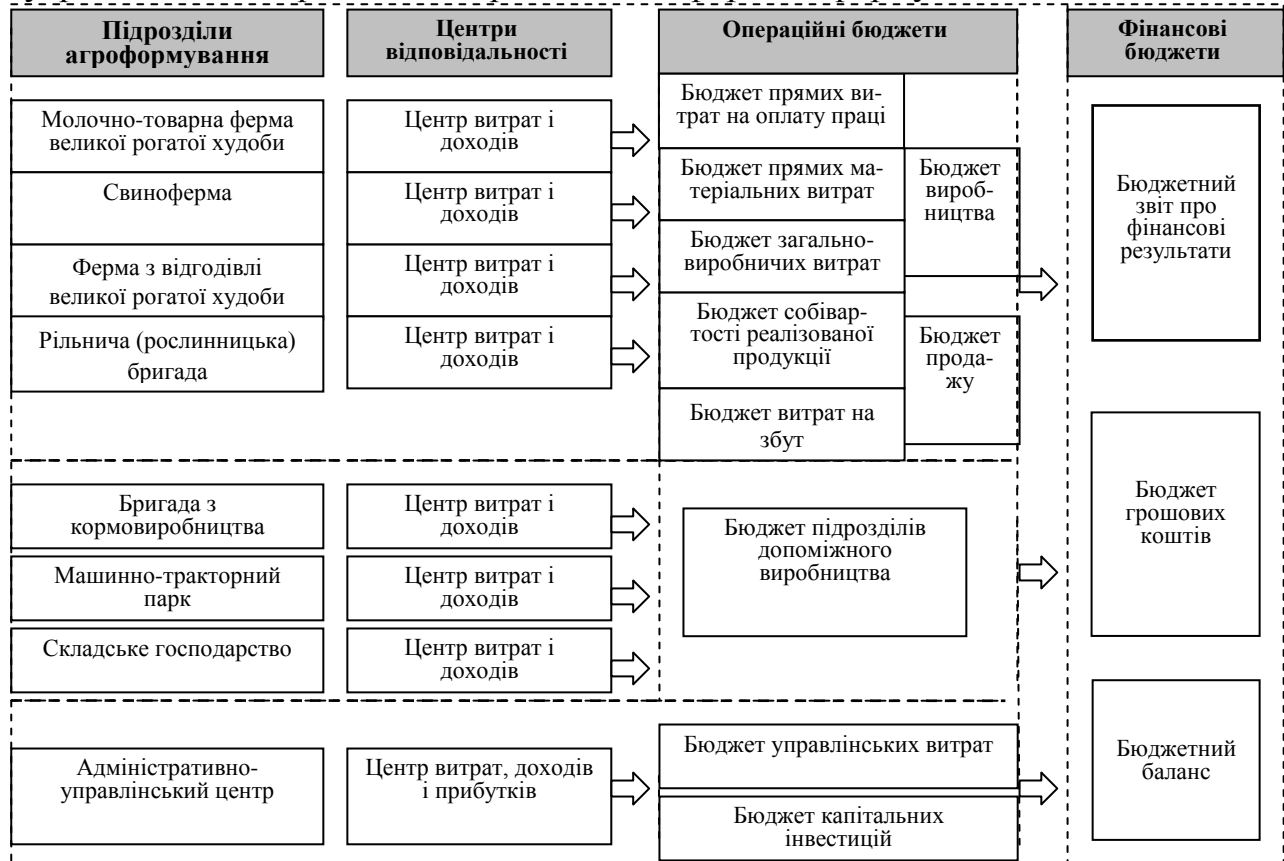 Підрозділи
агроформування
Центри
відповідальності
Операційні бюджети
Фінансові
бюджети
Молочно-товарна ферма
великої рогатої худоби
Центр витрат і
доходів
Бюджет прямих ви-
трат на оплату праці
Свиноферма
Центр витрат і
доходів
Бюджет прямих ма-
теріальних витрат
Бюджет
вироб-
ництва
Ферма з відгодівлі
великої рогатої худоби
Центр витрат і
доходів
Бюджет загально-
виробничих витрат
Рільнича (рослинницька)
бригада
Центр витрат і
доходів
Бюджет собівар-
тості реалізованої
продукції
Бюджет
прода-
жу
Бюджет витрат на
збут
Бюджетний
звіт про
фінансові
результати
Бригада з
кормовиробництва
Центр витрат і
доходів
Машинно-тракторний
парк
Центр витрат і
доходів
Складське господарство
Центр витрат і
доходів
Бюджет підрозділів
допоміжного
виробництва
Бюджет
грошових
коштів
Адміністративно-
управлінський центр
Центр витрат, доходів
і прибутків
Бюджет управлінських витрат
Бюджет капітальних
інвестицій
Бюджетний
баланс